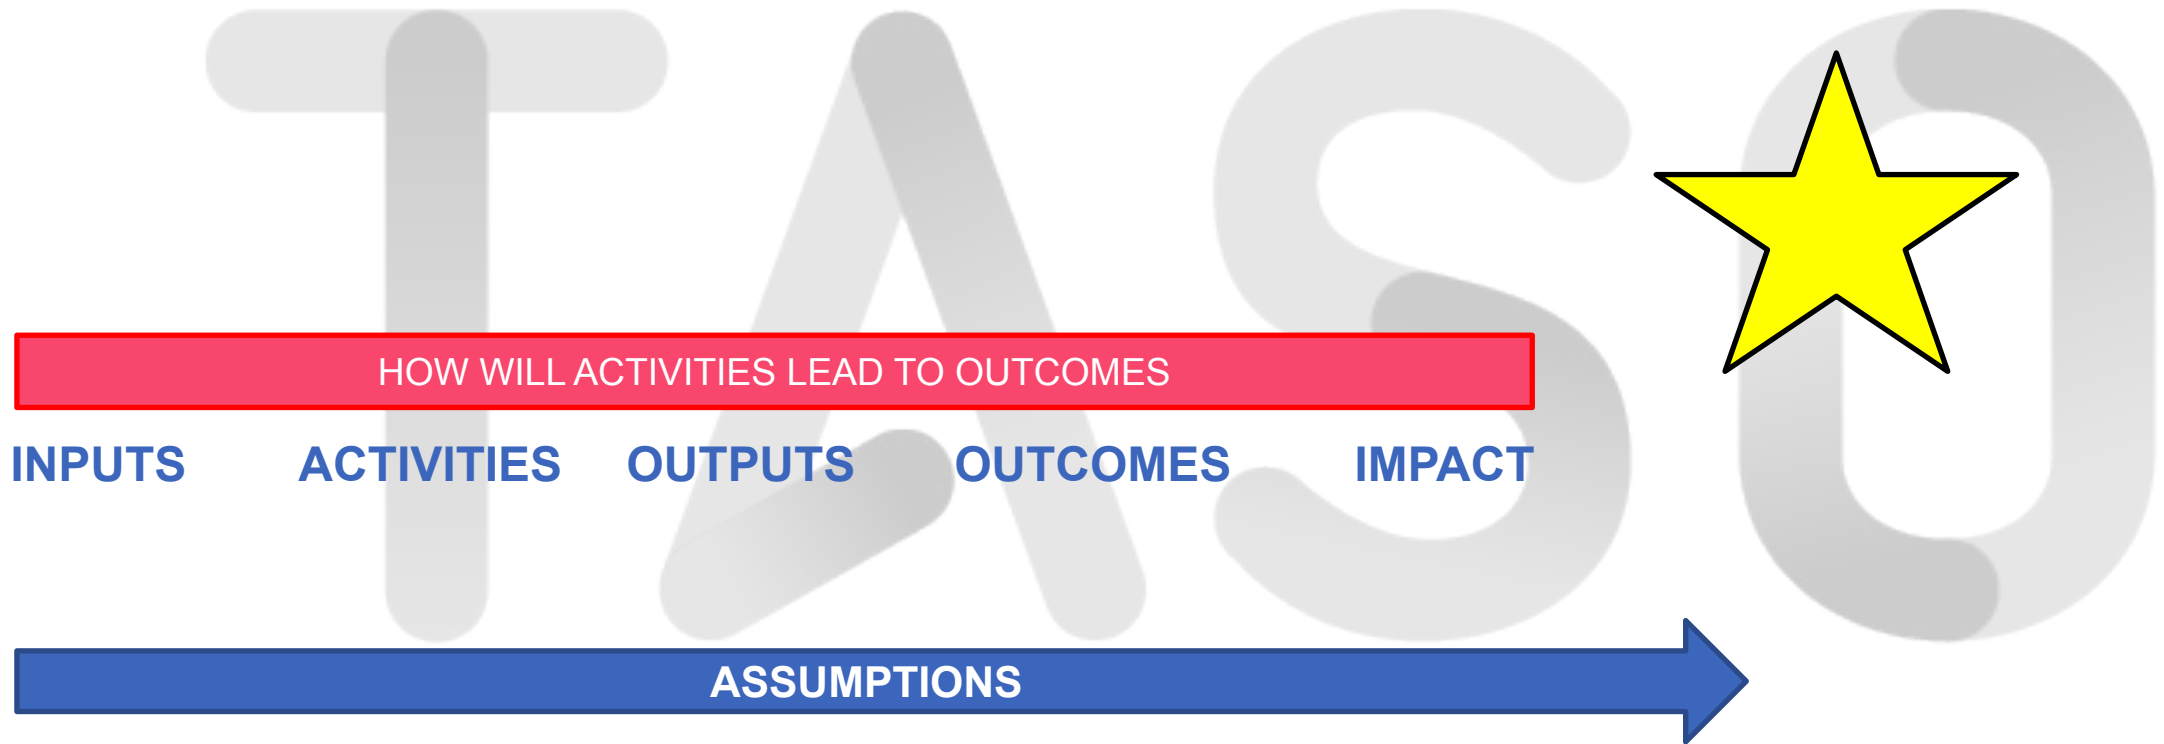 TASO
HOW WILL ACTIVITIES LEAD TO OUTCOMES
INPUTS ACTIVITIES OUTPUTS OUTCOMES IMPACT
ASSUMPTIONS